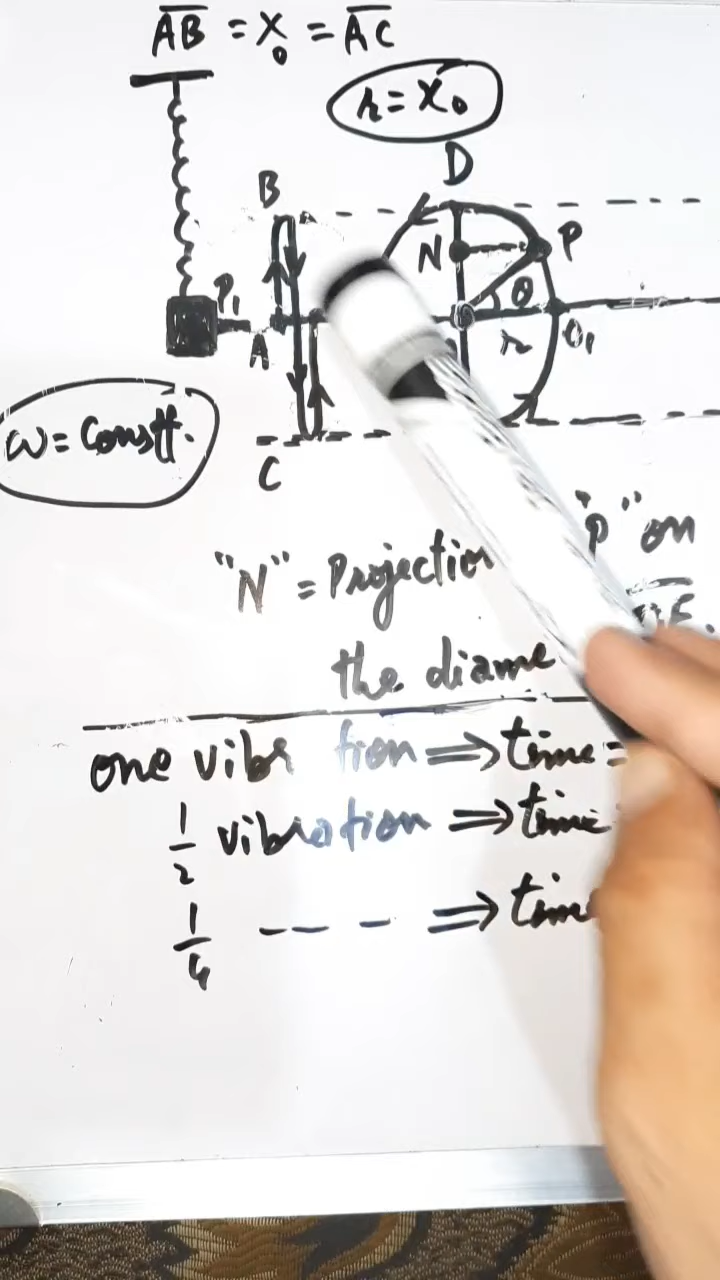 AB = x₀ = AC
r = x₀
D
B
N
P
P₁
θ
A
r
O₁
ω = Constt.
C
"N" = Projection "P" on
the diame
one vibr tion ⇒ time =
1/2 vibration ⇒ time
1/4 --- ⇒ time